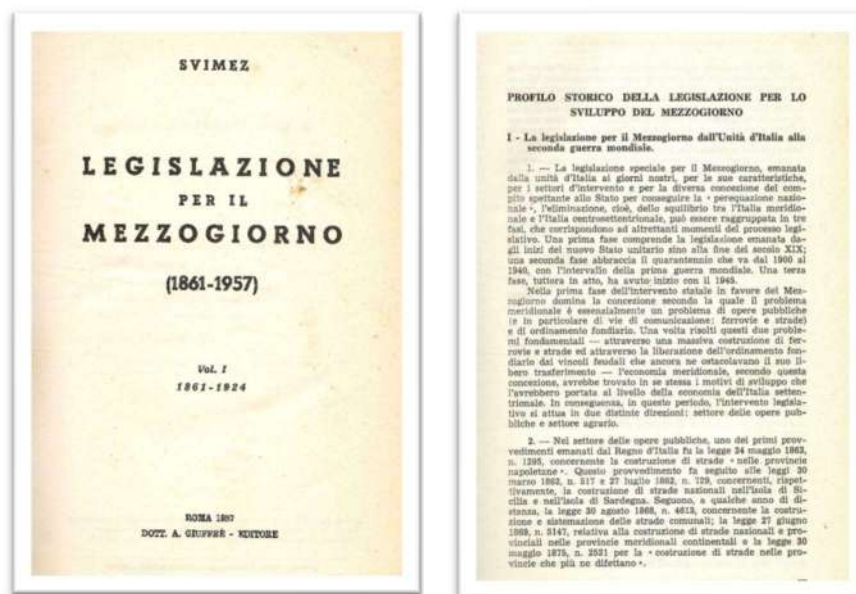 SVIMEZ
LEGISLAZIONE
PER IL
MEZZOGIORNO
(1861-1957)
Vol. I
1861-1924
ROMA 1957
DOTT. A. GIUFFRÈ - EDITORE
PROFILO STORICO DELLA LEGISLAZIONE PER LO
SVILUPPO DEL MEZZOGIORNO
I - La legislazione per il Mezzogiorno dall'Unità d'Italia alla
seconda guerra mondiale.
1. — La legislazione speciale per il Mezzogiorno, emanata
dalla unità d'Italia ai giorni nostri, per le sue caratteristiche,
per i settori d'intervento e per la diversa concezione del com-
pito spettante allo Stato per conseguire la « perequazione nazio-
nale », l'eliminazione, cioè, dello squilibrio tra l'Italia meridio-
nale e l'Italia centrosettentrionale, può essere raggruppata in tre
fasi, che corrispondono ad altrettanti momenti del processo legi-
slativo. Una prima fase comprende la legislazione emanata da-
gli inizi del nuovo Stato unitario sino alla fine del secolo XIX;
una seconda fase abbraccia il quarantennio che va dal 1900 al
1940, con l'intervallo della prima guerra mondiale. Una terza
fase, tuttora in atto, ha avuto inizio con il 1945.
Nella prima fase dell'intervento statale in favore del Mez-
zogiorno domina la concezione secondo la quale il problema
meridionale è essenzialmente un problema di opere pubbliche
(e in particolare di vie di comunicazione: ferrovie e strade)
e di ordinamento fondiario. Una volta risolti questi due proble-
mi fondamentali — attraverso una massiva costruzione di fer-
rovie e strade ed attraverso la liberazione dell'ordinamento fon-
diario dai vincoli feudali che ancora ne ostacolavano il suo li-
bero trasferimento — l'economia meridionale, secondo questa
concezione, avrebbe trovato in se stessa i motivi di sviluppo che
l'avrebbero portata al livello della economia dell'Italia setten-
trionale. In conseguenza, in questo periodo, l'intervento legisla-
tivo si attua in due distinte direzioni: settore delle opere pub-
bliche e settore agrario.
2. — Nel settore delle opere pubbliche, uno dei primi prov-
vedimenti emanati dal Regno d'Italia fu la legge 24 maggio 1863,
n. 1295, concernente la costruzione di strade « nelle provincie
napoletane ». Questo provvedimento fa seguito alle leggi 30
marzo 1862, n. 517 e 27 luglio 1862, n. 729, concernenti, rispet-
tivamente, la costruzione di strade nazionali nell'isola di Si-
cilia e nell'isola di Sardegna. Seguono, a qualche anno di di-
stanza, la legge 30 agosto 1868, n. 4613, concernente la costru-
zione e sistemazione delle strade comunali; la legge 27 giugno
1869, n. 5147, relativa alla costruzione di strade nazionali e pro-
vinciali nelle provincie meridionali continentali e la legge 30
maggio 1875, n. 2521 per la « costruzione di strade nelle pro-
vincie che più ne difettano ».